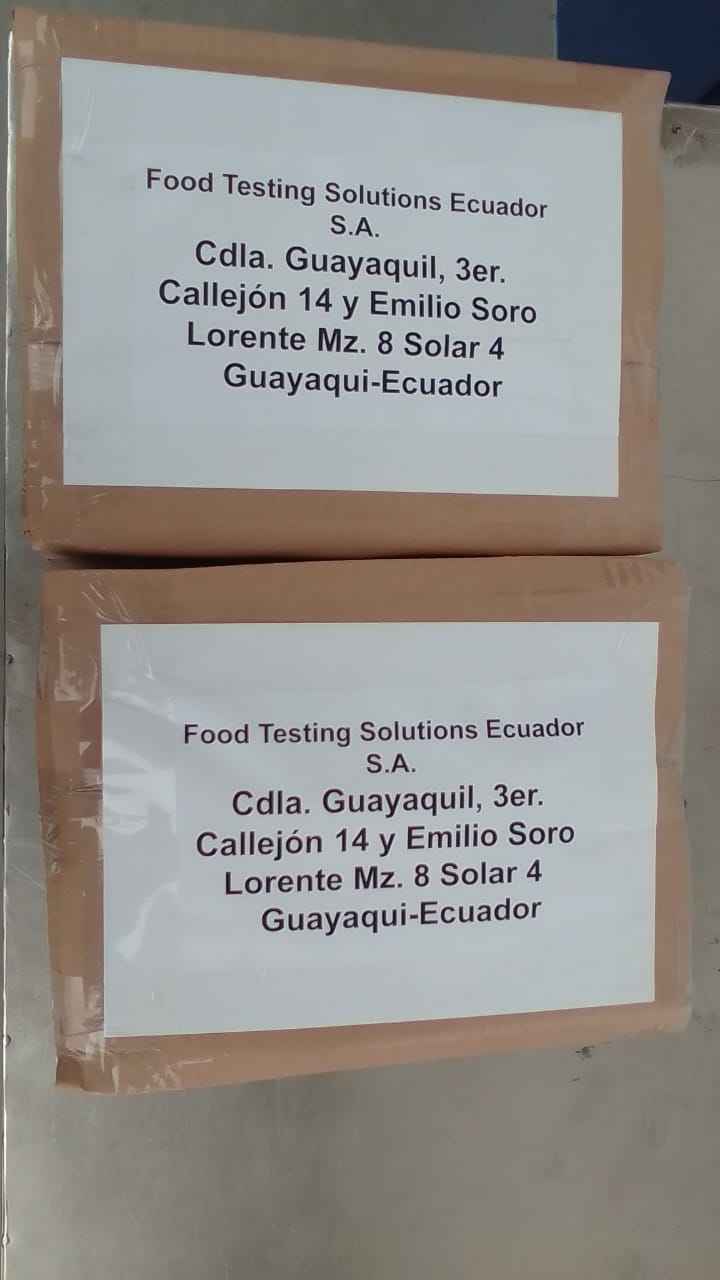 Food Testing Solutions Ecuador
S.A.
Cdla. Guayaquil, 3er.
Callejón 14 y Emilio Soro
Lorente Mz. 8 Solar 4
Guayaqui-Ecuador
Food Testing Solutions Ecuador
S.A.
Cdla. Guayaquil, 3er.
Callejón 14 y Emilio Soro
Lorente Mz. 8 Solar 4
Guayaqui-Ecuador